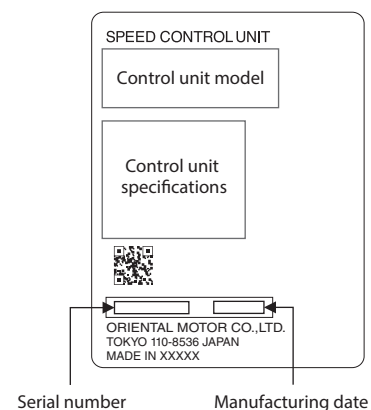 SPEED CONTROL UNIT
Control unit model
Control unit
specifications
ORIENTAL MOTOR CO.,LTD.
TOKYO 110-8536 JAPAN
MADE IN XXXXX
Serial number
Manufacturing date